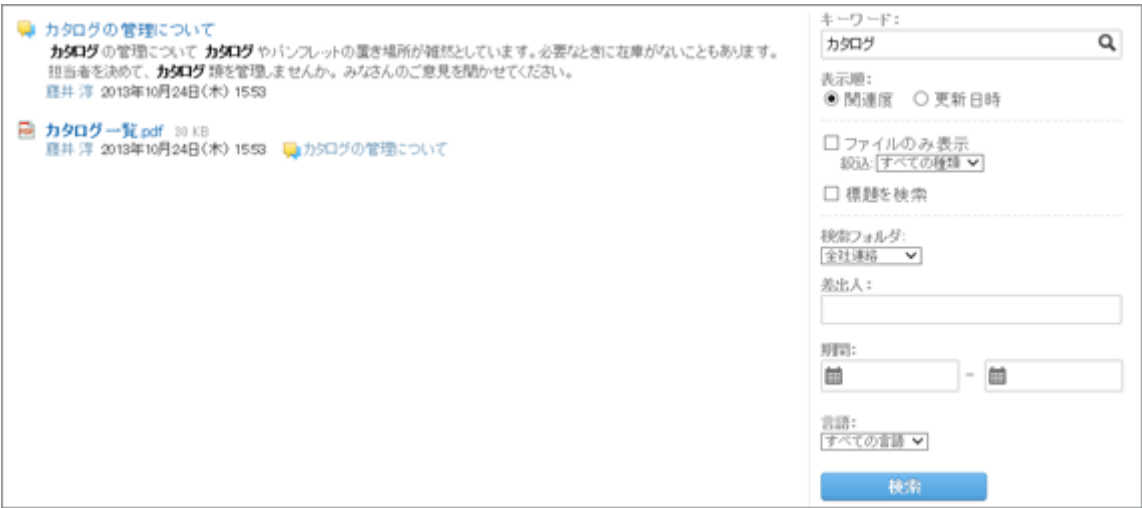 カタログの管理について
カタログ の管理について カタログ やパンフレットの置き場所が雑然としています。必要なときに在庫がないこともあります。
担当者を決めて、カタログ 類を管理しませんか。みなさんのご意見を聞かせてください。
藤井 淳 2013年10月24日(木) 15:53
カタログ一覧.pdf 30 KB
藤井 淳 2013年10月24日(木) 15:53 カタログの管理について
キーワード:
カタログ
表示順:
関連度 更新日時
ファイルのみ表示
絞込: すべての種類
標題を検索
検索フォルダ:
全社連絡
差出人:
期間:
-
言語:
すべての言語
検索